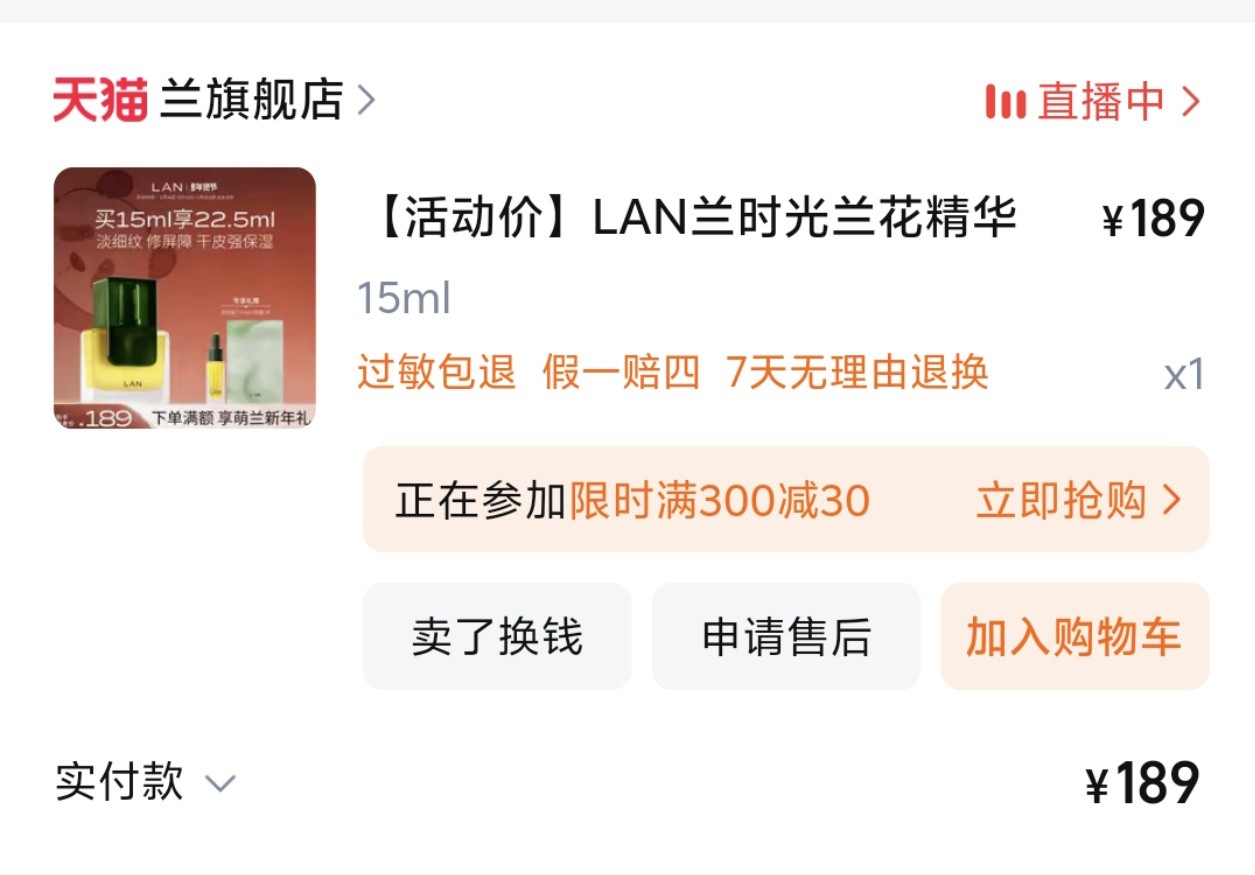 天猫 兰旗舰店 >
直播中 >
LAN
买15ml享22.5ml
淡细纹 修屏障 干皮强保湿
LAN
189
下单满额 享萌兰新年礼
【活动价】LAN兰时光兰花精华 ¥189
15ml
过敏包退 假一赔四 7天无理由退换 x1
正在参加限时满300减30 立即抢购 >
卖了换钱 申请售后 加入购物车
实付款 ¥189